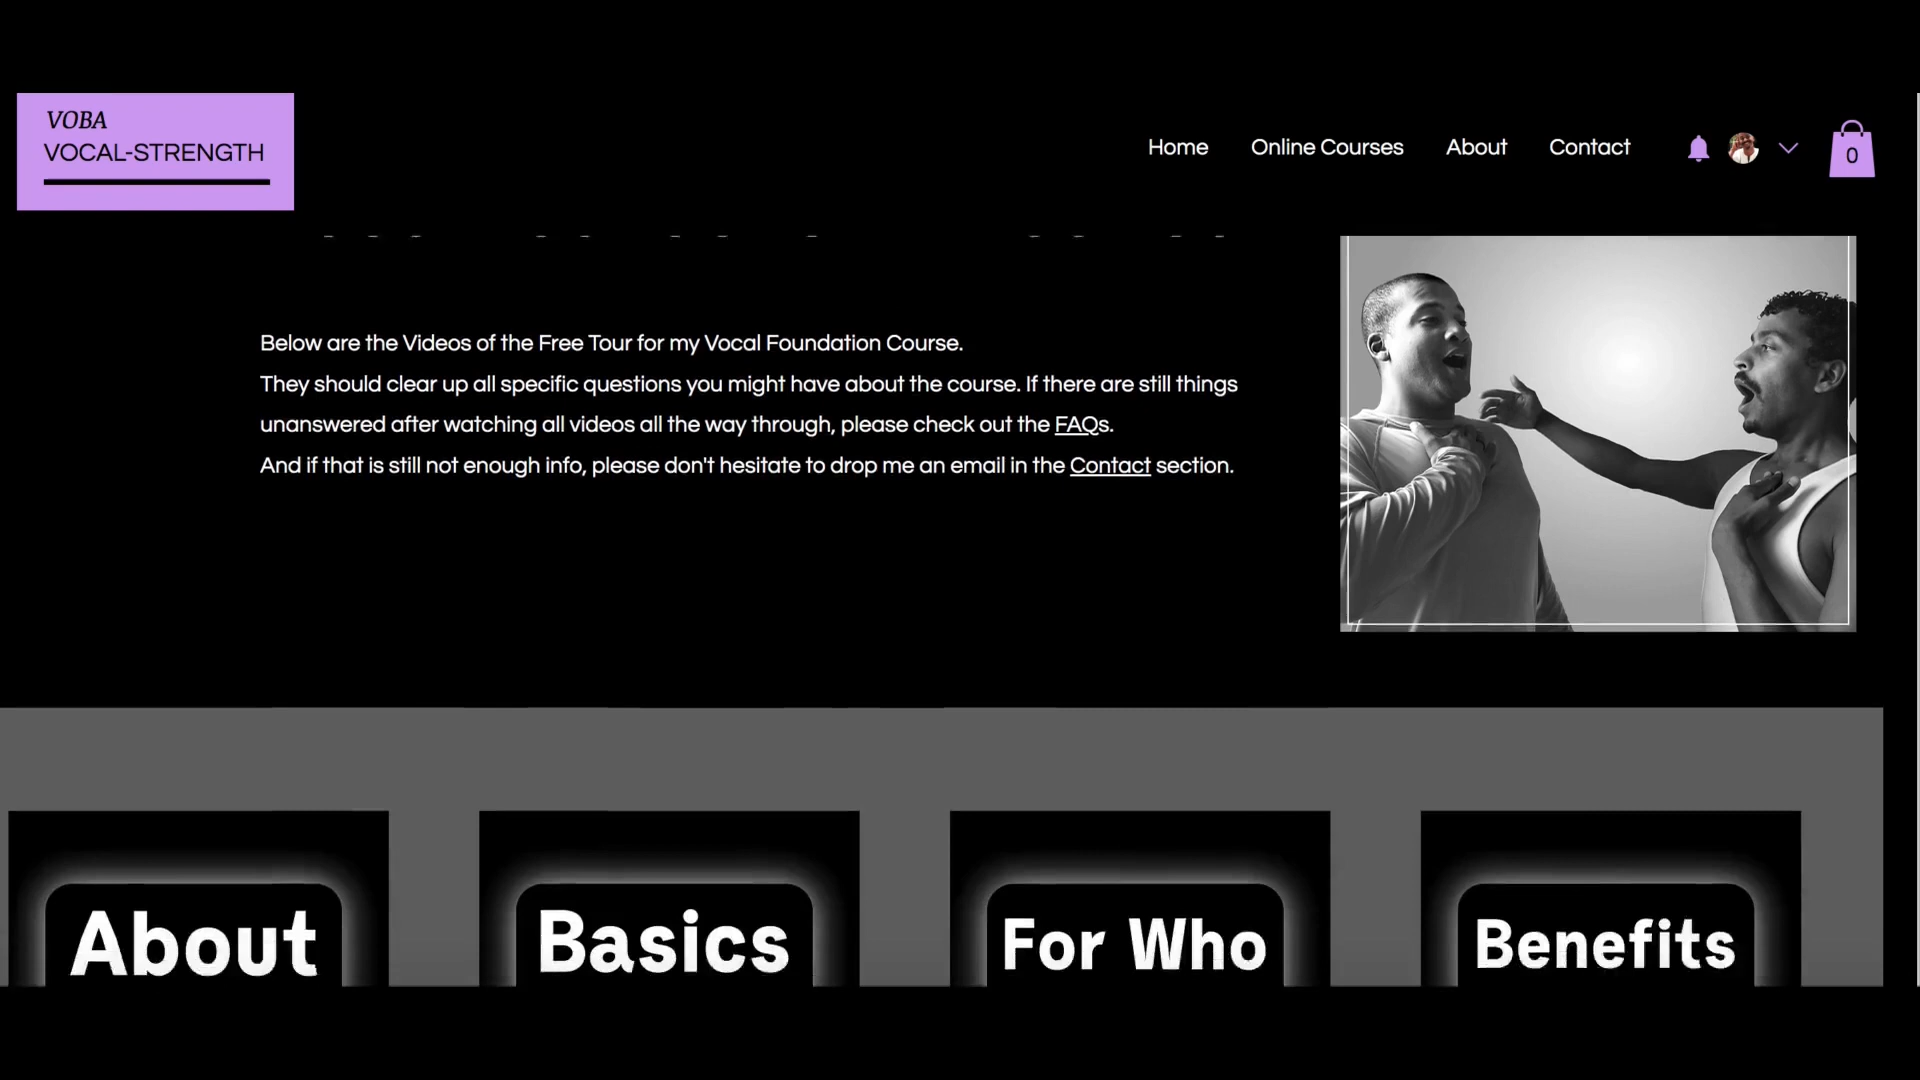 VOBA
VOCAL-STRENGTH
Home Online Courses About Contact
0
Below are the Videos of the Free Tour for my Vocal Foundation Course.
They should clear up all specific questions you might have about the course. If there are still things
unanswered after watching all videos all the way through, please check out the FAQs.
And if that is still not enough info, please don't hesitate to drop me an email in the Contact section.
About Basics For Who Benefits